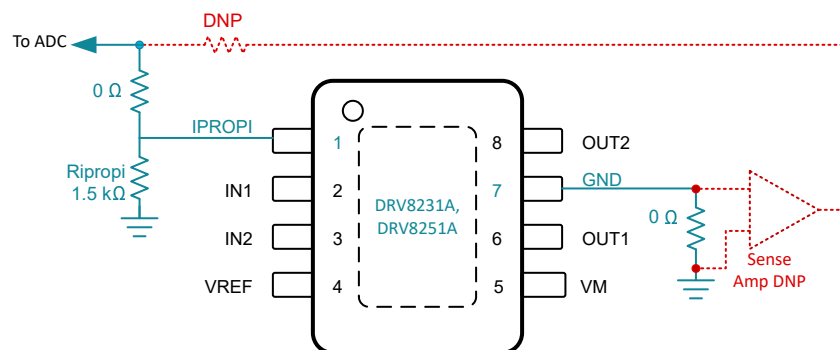 DNP
To ADC
0 Ω
IPROPI
1
8
OUT2
Ripropi
1.5 kΩ
IN1
2
DRV8231A,
DRV8251A
7
GND
IN2
3
6
OUT1
0 Ω
Sense
Amp DNP
VREF
4
5
VM